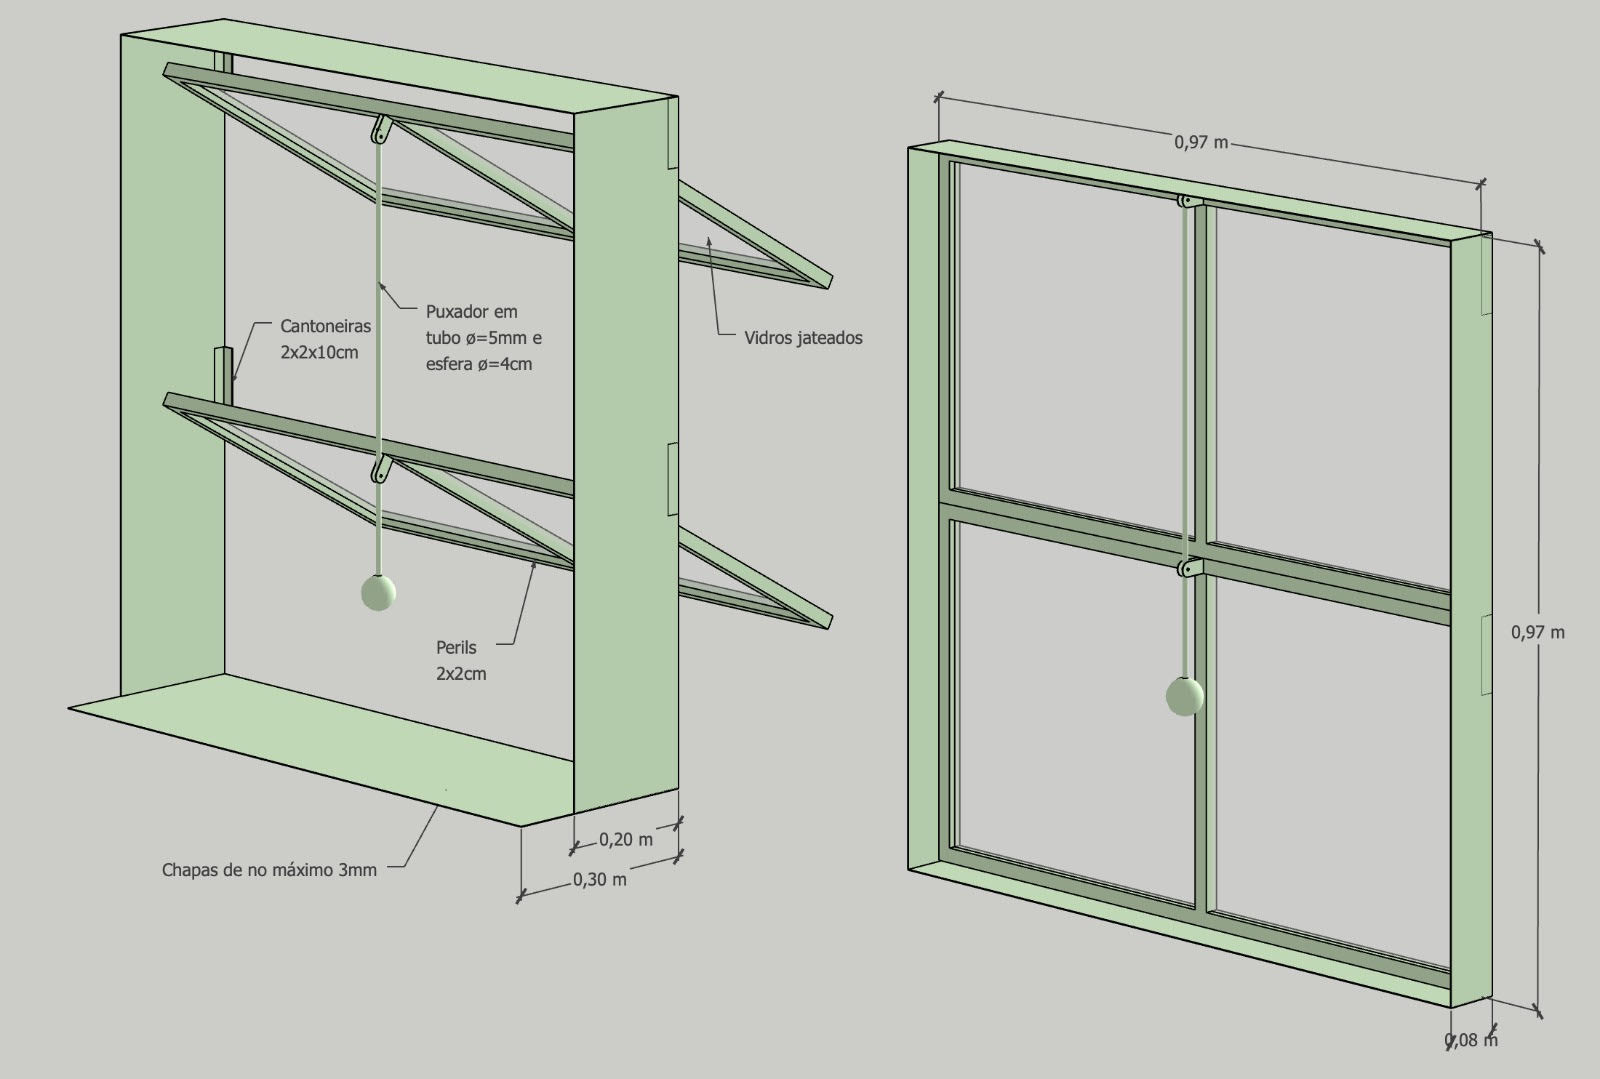 0,97 m
Puxador em
tubo ø=5mm e
esfera ø=4cm
Cantoneiras
2x2x10cm
Vidros jateados
0,97 m
Perils
2x2cm
0,20 m
Chapas de no máximo 3mm
0,30 m
0,08 m